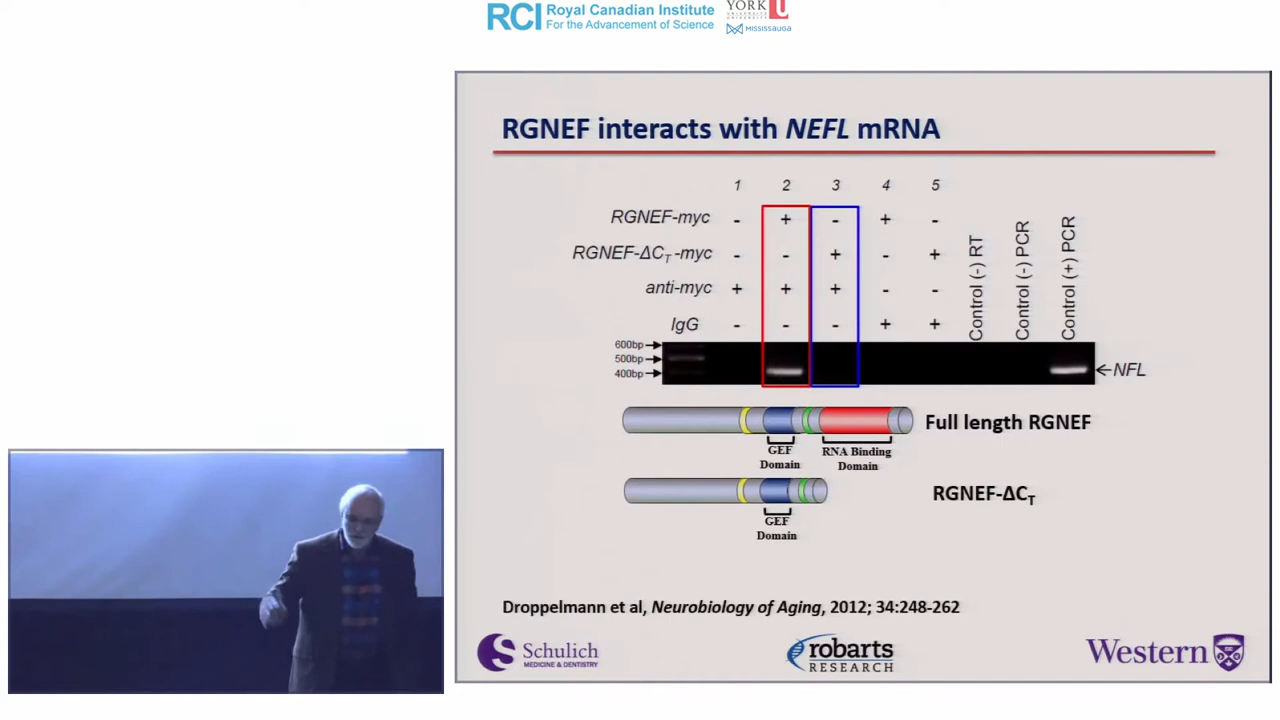 RCI Royal Canadian Institute
For the Advancement of Science
YORK U
UNIVERSITÉ
UNIVERSITY
MISSISSAUGA
RGNEF interacts with NEFL mRNA
1 2 3 4 5
RGNEF-myc - + - + -
RGNEF-ΔCT-myc - - + - +
anti-myc + + + - -
IgG - - - + +
Control (-) RT
Control (-) PCR
Control (+) PCR
600bp
500bp
400bp
NFL
Full length RGNEF
GEF
Domain
RNA Binding
Domain
RGNEF-ΔCT
GEF
Domain
Droppelmann et al, Neurobiology of Aging, 2012; 34:248-262
Schulich
MEDICINE & DENTISTRY
robarts
RESEARCH
Western